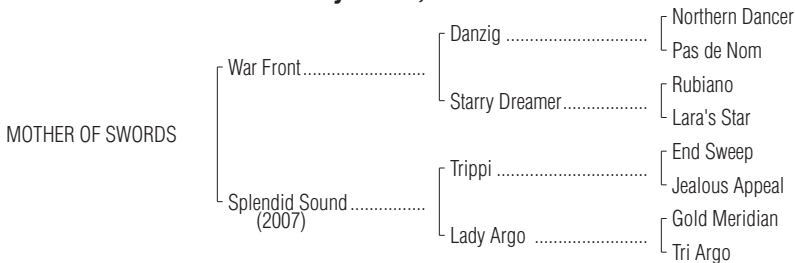 Northern Dancer
Danzig ..............................
Pas de Nom
War Front..........................
Rubiano
Starry Dreamer..................
Lara's Star
MOTHER OF SWORDS
End Sweep
Trippi ................................
Jealous Appeal
Splendid Sound................
(2007)
Gold Meridian
Lady Argo ........................
Tri Argo